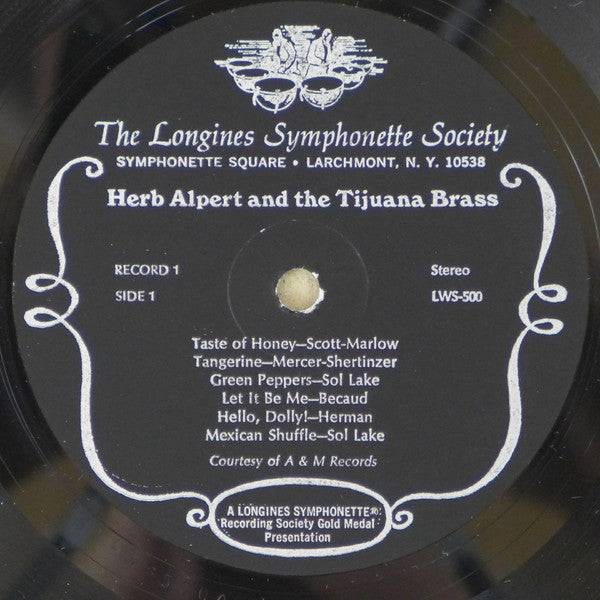 The Longines Symphonette Society
SYMPHONETTE SQUARE • LARCHMONT, N. Y. 10538
Herb Alpert and the Tijuana Brass
RECORD 1
Stereo
SIDE 1
LWS-500
Taste of Honey—Scott-Marlow
Tangerine—Mercer-Shertinzer
Green Peppers—Sol Lake
Let It Be Me—Becaud
Hello, Dolly!—Herman
Mexican Shuffle—Sol Lake
Courtesy of A & M Records
A LONGINES SYMPHONETTE®
Recording Society Gold Medal
Presentation